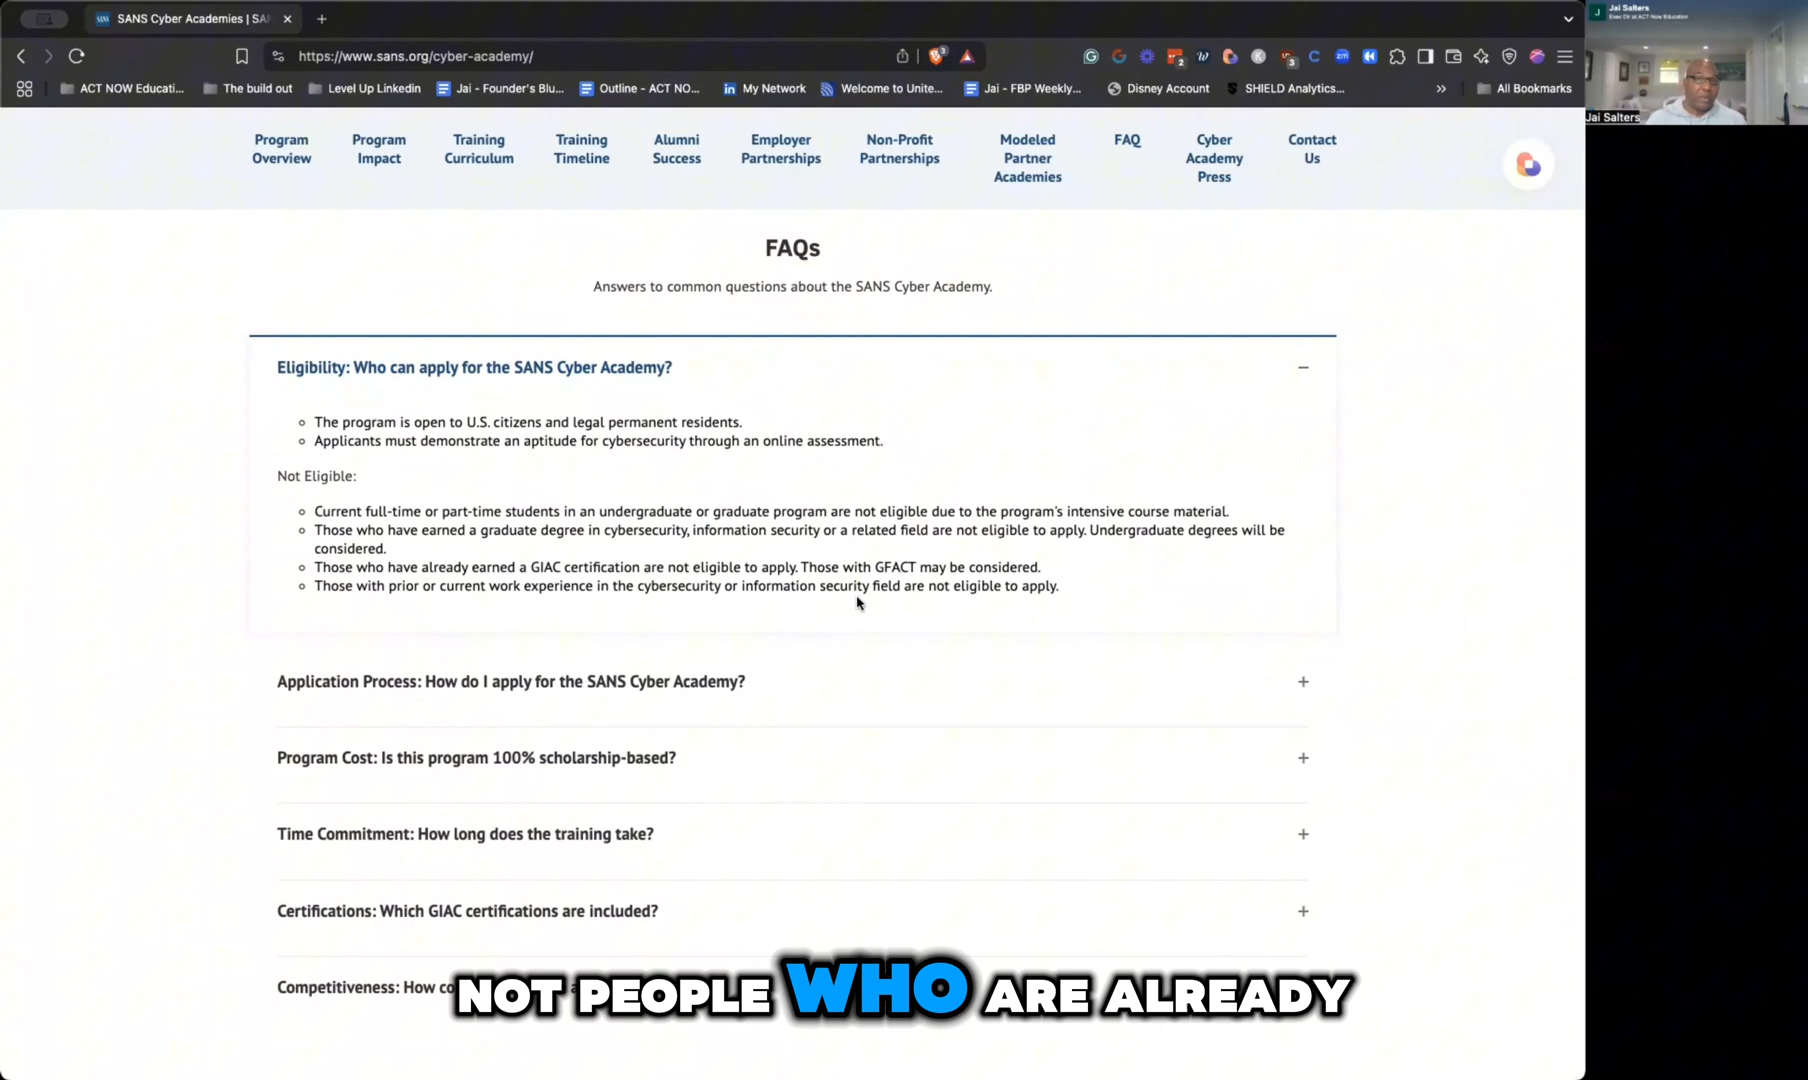 SANS Cyber Academies | SA
https://www.sans.org/cyber-academy/
ACT NOW Educati...
The build out
Level Up Linkedin
Jai - Founder's Blu...
Outline - ACT NO...
My Network
Welcome to Unite...
Jai - FBP Weekly...
Disney Account
SHIELD Analytics...
All Bookmarks
Jai Salters
Exec Dir at ACT Now Education
Jai Salters
Program
Overview
Program
Impact
Training
Curriculum
Training
Timeline
Alumni
Success
Employer
Partnerships
Non-Profit
Partnerships
Modeled
Partner
Academies
FAQ
Cyber
Academy
Press
Contact
Us
FAQs
Answers to common questions about the SANS Cyber Academy.
Eligibility: Who can apply for the SANS Cyber Academy?
The program is open to U.S. citizens and legal permanent residents.
Applicants must demonstrate an aptitude for cybersecurity through an online assessment.
Not Eligible:
Current full-time or part-time students in an undergraduate or graduate program are not eligible due to the program's intensive course material.
Those who have earned a graduate degree in cybersecurity, information security or a related field are not eligible to apply. Undergraduate degrees will be
considered.
Those who have already earned a GIAC certification are not eligible to apply. Those with GFACT may be considered.
Those with prior or current work experience in the cybersecurity or information security field are not eligible to apply.
Application Process: How do I apply for the SANS Cyber Academy?
Program Cost: Is this program 100% scholarship-based?
Time Commitment: How long does the training take?
Certifications: Which GIAC certifications are included?
Competitiveness: How co
NOT PEOPLE WHO ARE ALREADY